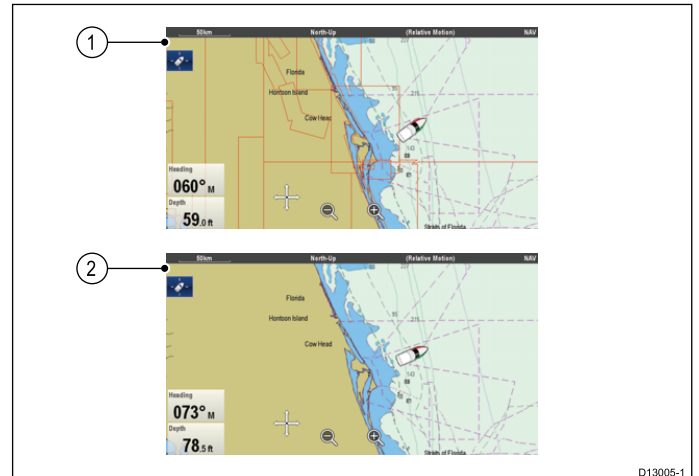 1
50km North-Up (Relative Motion) NAV
Florida
Hontoon Island
Cow Head
Heading
060° M
Depth
59.0 ft
Straits of Florida
2
50km North-Up (Relative Motion) NAV
Florida
Hontoon Island
Cow Head
Heading
073° M
Depth
78.5 ft
Straits of Florida
D13005-1